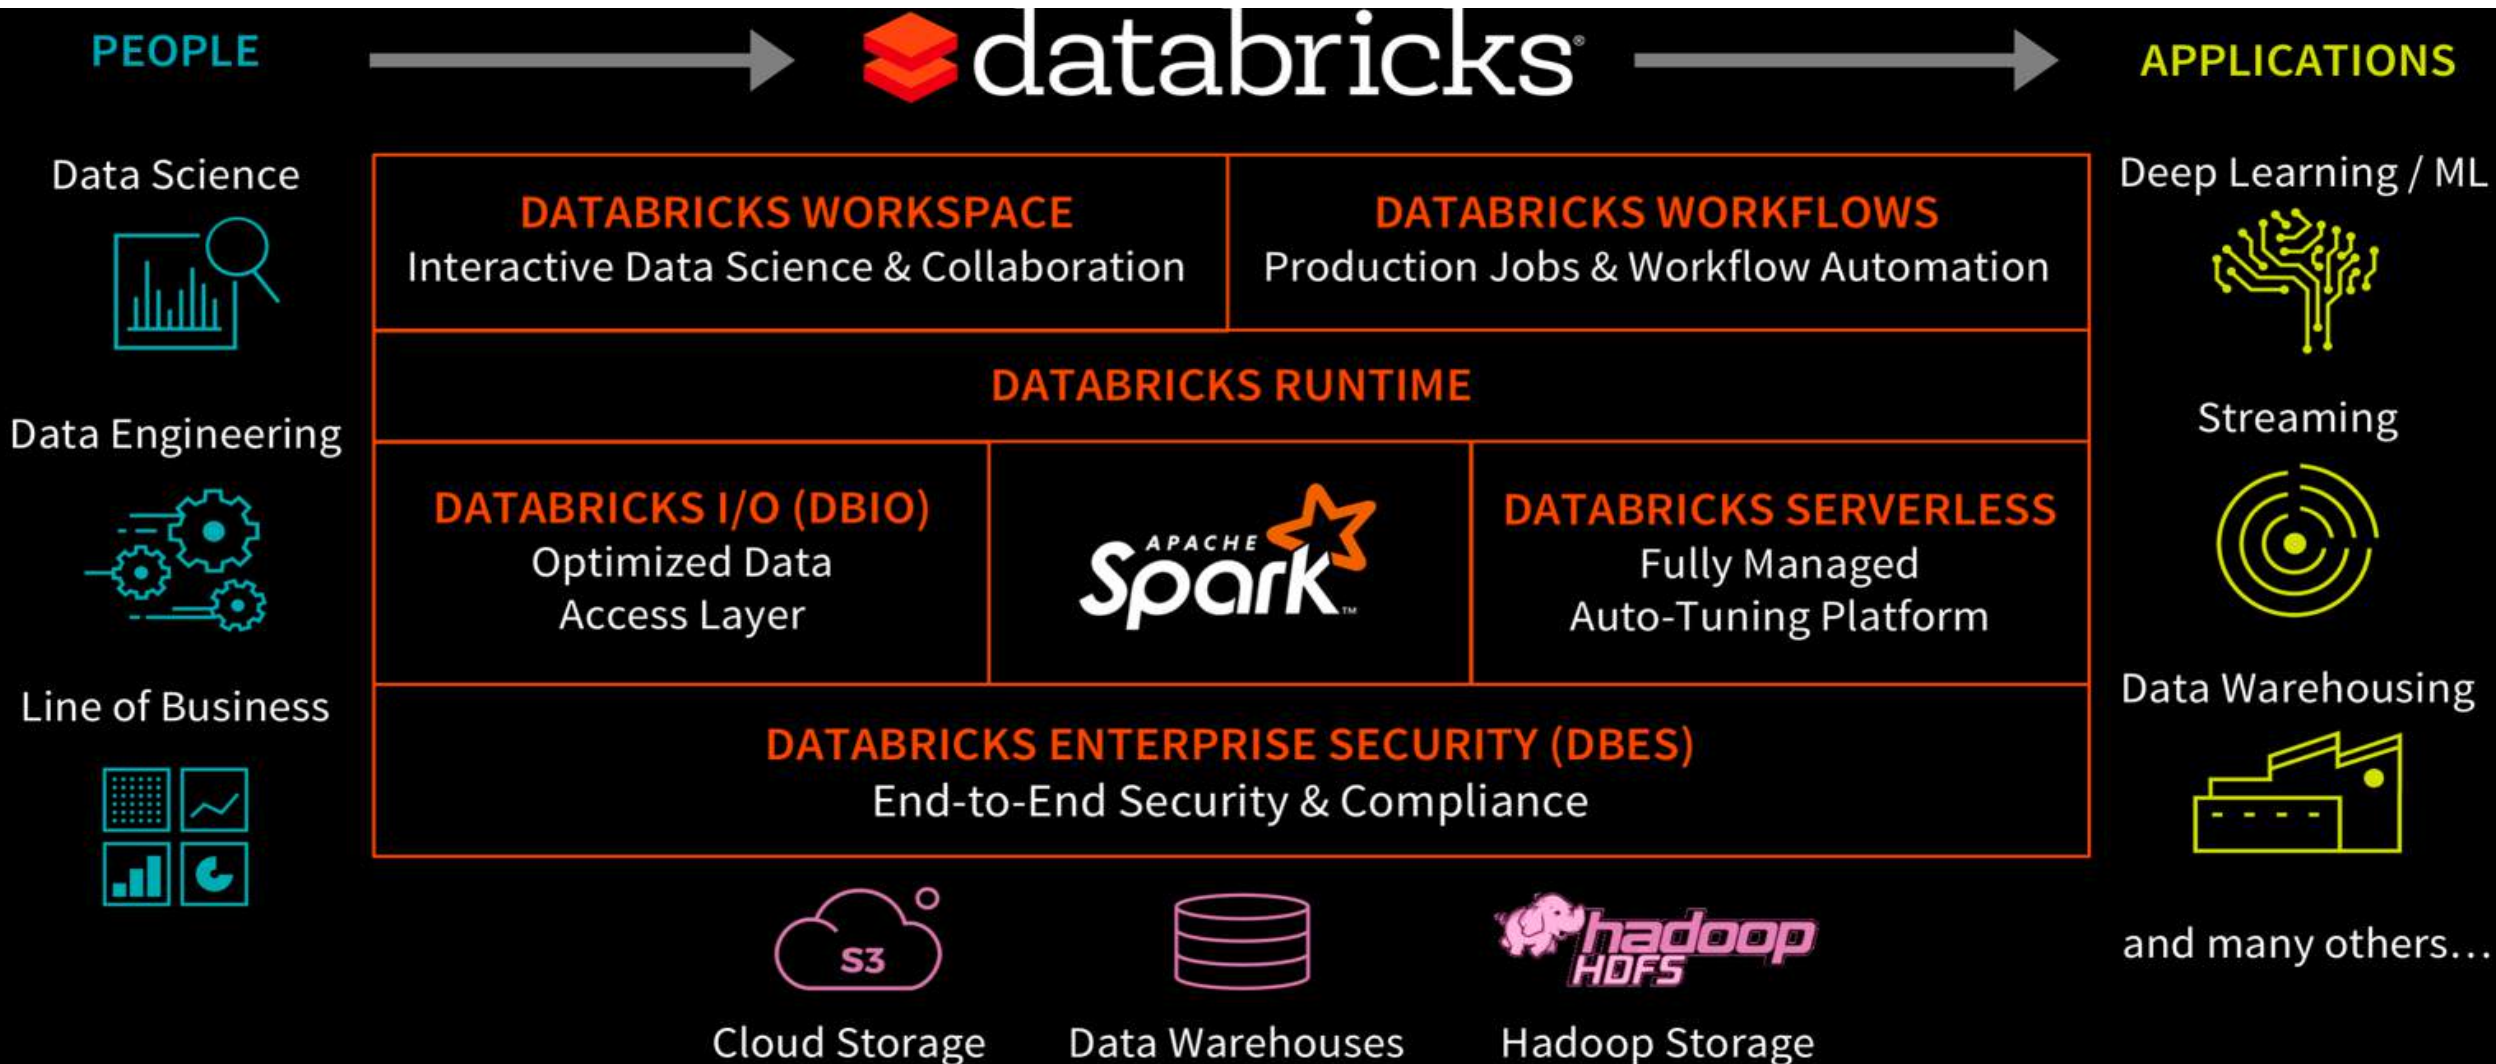 PEOPLE
databricks®
APPLICATIONS
Data Science
Data Engineering
Line of Business
DATABRICKS WORKSPACE
Interactive Data Science & Collaboration
DATABRICKS WORKFLOWS
Production Jobs & Workflow Automation
DATABRICKS RUNTIME
DATABRICKS I/O (DBIO)
Optimized Data
Access Layer
APACHE
Spark™
DATABRICKS SERVERLESS
Fully Managed
Auto-Tuning Platform
DATABRICKS ENTERPRISE SECURITY (DBES)
End-to-End Security & Compliance
S3
Cloud Storage
Data Warehouses
hadoop
HDFS
Hadoop Storage
Deep Learning / ML
Streaming
Data Warehousing
and many others...